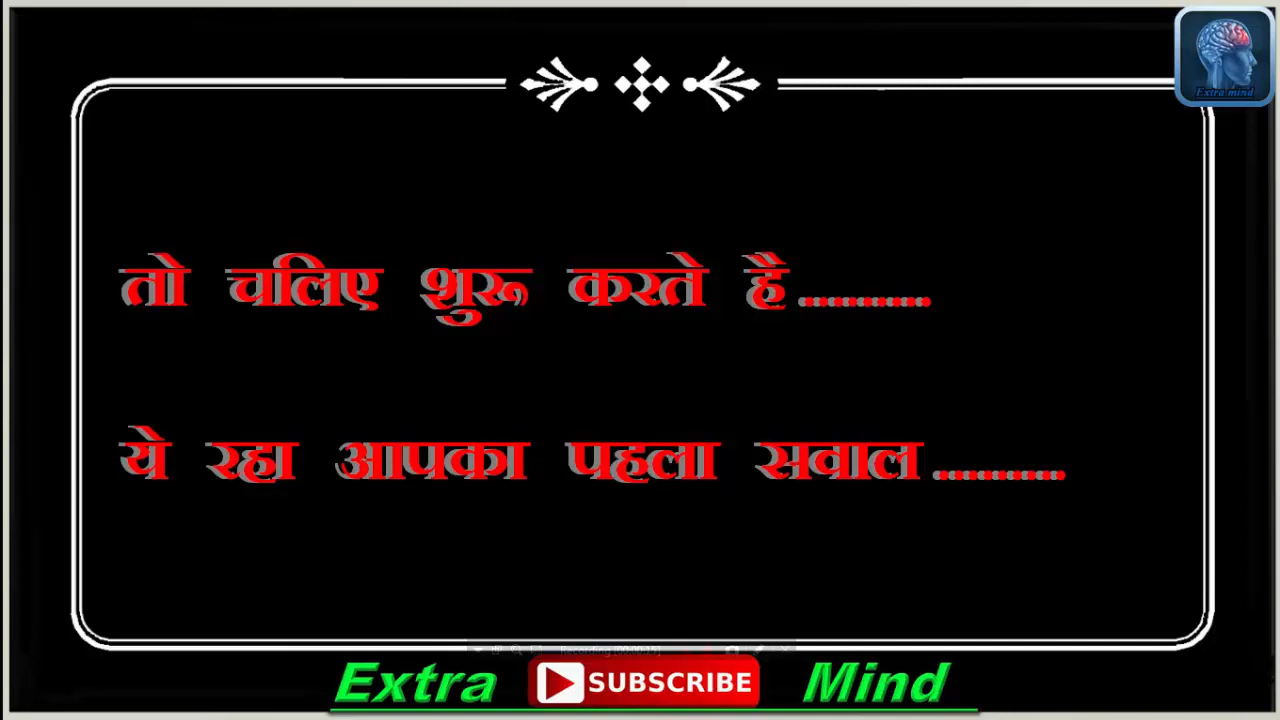 Extra mind
तो चलिए शुरू करते है...........
ये रहा आपका पहला सवाल...........
Extra SUBSCRIBE Mind